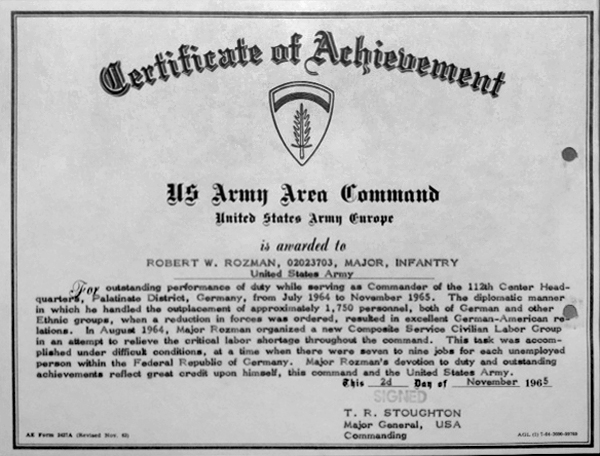 Certificate of Achievement
US Army Area Command
United States Army Europe
is awarded to
ROBERT W. ROZMAN, 02023703, MAJOR, INFANTRY
United States Army
For outstanding performance of duty while serving as Commander of the 112th Center Head-
quarters, Palatinate District, Germany, from July 1964 to November 1965. The diplomatic manner
in which he handled the outplacement of approximately 1,750 personnel, both of German and other
Ethnic groups, when a reduction in forces was ordered, resulted in excellent German-American re
lations. In August 1964, Major Rozman organized a new Composite Service Civilian Labor Group
in an attempt to relieve the critical labor shortage throughout the command. This task was accom-
plished under difficult conditions, at a time when there were seven to nine jobs for each unemployed
person within the Federal Republic of Germany. Major Rozman's devotion to duty and outstanding
achievements reflect great credit upon himself, this command and the United States Army.
This 2d Day of November 1965
SIGNED
T. R. STOUGHTON
Major General, USA
Commanding
AE Form (Revised Nov. 62)
AGL (1)